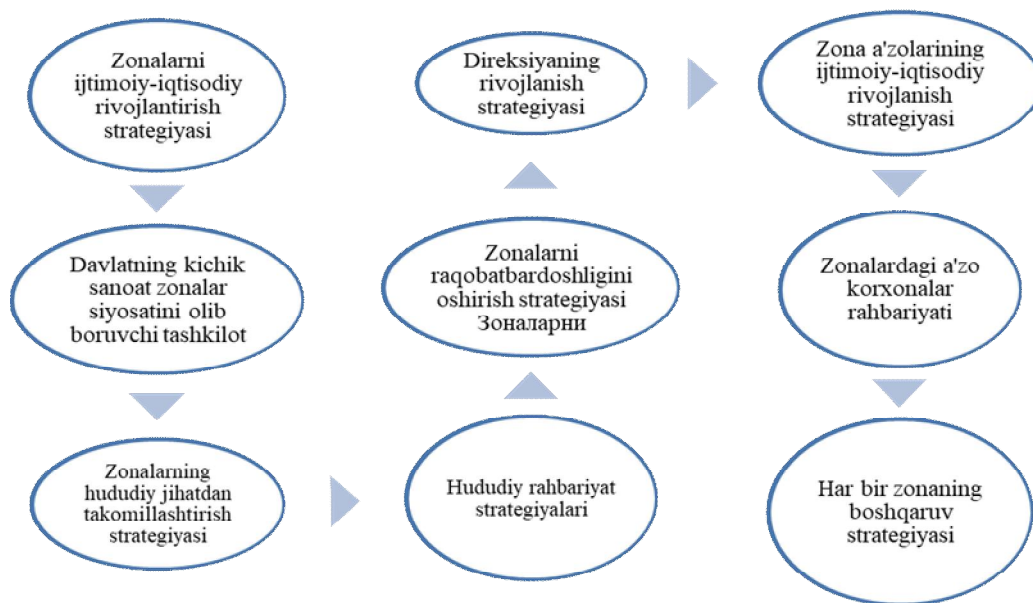 Zonalarni
ijtimoiy-iqtisodiy
rivojlantirish
strategiyasi
Davlatning kichik
sanoat zonalar
siyosatini olib
boruvchi tashkilot
Zonalarning
hududiy jihatdan
takomillashtirish
strategiyasi
Hududiy rahbariyat
strategiyalari
Zonalarni
raqobatbardoshligini
oshirish strategiyasi
Зоналарни
Direksiyaning
rivojlanish
strategiyasi
Zona a'zolarining
ijtimoiy-iqtisodiy
rivojlanish
strategiyasi
Zonalardagi a'zo
korxonalar
rahbariyati
Har bir zonaning
boshqaruv
strategiyasi